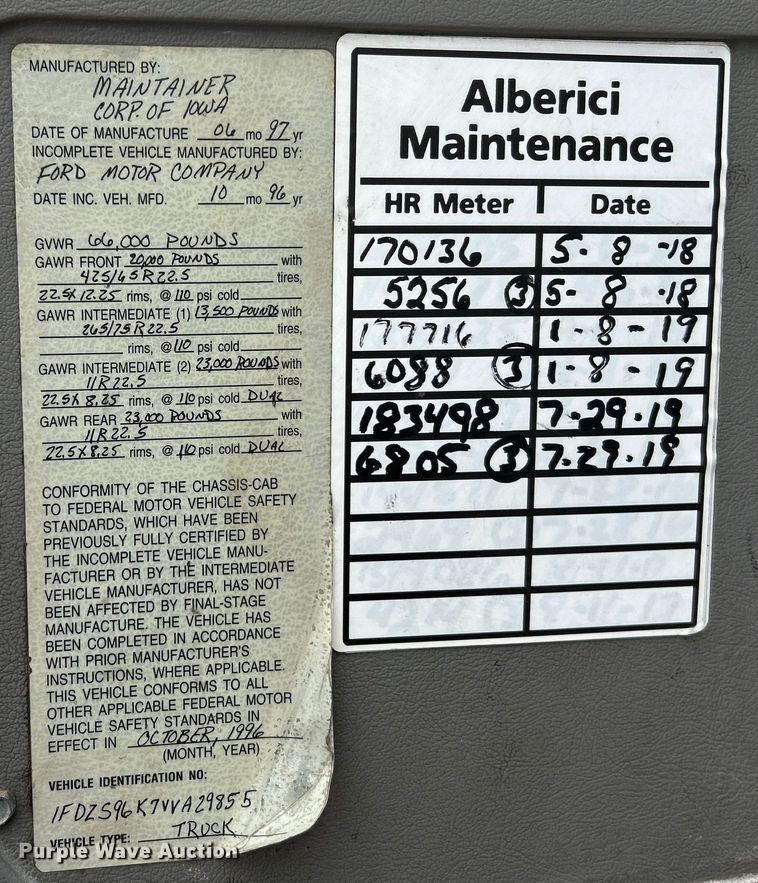 MANUFACTURED BY:
MAINTAINER
CORP. OF IOWA
DATE OF MANUFACTURE 06 mo 97 yr
INCOMPLETE VEHICLE MANUFACTURED BY:
FORD MOTOR COMPANY
DATE INC. VEH. MFD. 10 mo 96 yr
GVWR 66,000 POUNDS
GAWR FRONT 20,000 POUNDS with
425/65R22.5 tires,
22.5x12.25 rims, @ 110 psi cold
GAWR INTERMEDIATE (1) 13,500 POUNDS with
265/75R22.5 tires,
rims, @ 110 psi cold
GAWR INTERMEDIATE (2) 23,000 POUNDS with
11R22.5 tires,
22.5x8.25 rims, @ 110 psi cold DUAL
GAWR REAR 23,000 POUNDS with
11R22.5 tires,
22.5x8.25 rims, @ 110 psi cold DUAL
CONFORMITY OF THE CHASSIS-CAB
TO FEDERAL MOTOR VEHICLE SAFETY
STANDARDS, WHICH HAVE BEEN
PREVIOUSLY FULLY CERTIFIED BY
THE INCOMPLETE VEHICLE MANU-
FACTURER OR BY THE INTERMEDIATE
VEHICLE MANUFACTURER, HAS NOT
BEEN AFFECTED BY FINAL-STAGE
MANUFACTURE. THE VEHICLE HAS
BEEN COMPLETED IN ACCORDANCE
WITH PRIOR MANUFACTURER'S
INSTRUCTIONS, WHERE APPLICABLE.
THIS VEHICLE CONFORMS TO ALL
OTHER APPLICABLE FEDERAL MOTOR
VEHICLE SAFETY STANDARDS IN
EFFECT IN OCTOBER, 1996
(MONTH, YEAR)
VEHICLE IDENTIFICATION NO:
1FDZS96K7VVA29855
VEHICLE TYPE: TRUCK
Alberici
Maintenance
HR Meter Date
170136 5-8-18
5256 3 5-8-18
177716 1-8-19
6088 3 1-8-19
183498 7-29-19
6805 3 7-29-19
Purple Wave Auction